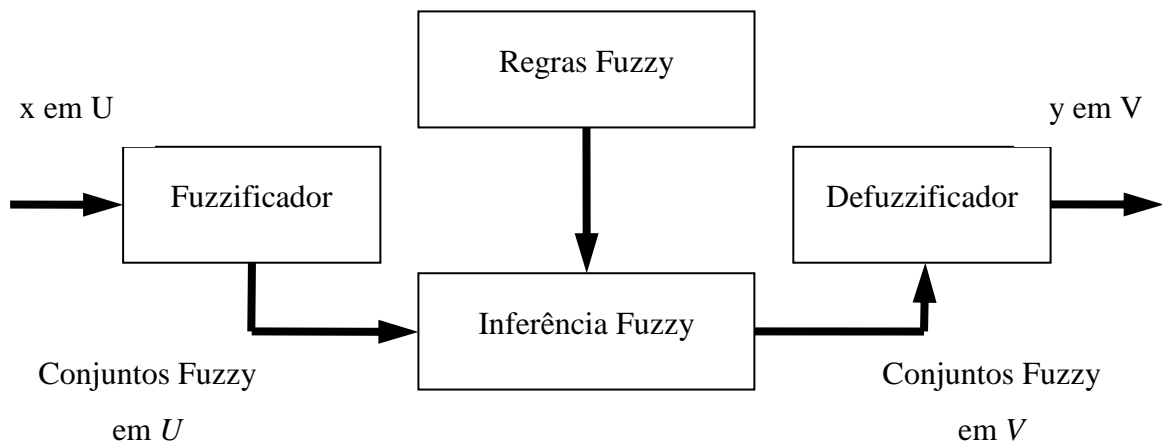 Regras Fuzzy
x em U
y em V
Fuzzificador
Defuzzificador
Inferência Fuzzy
Conjuntos Fuzzy
em U
Conjuntos Fuzzy
em V